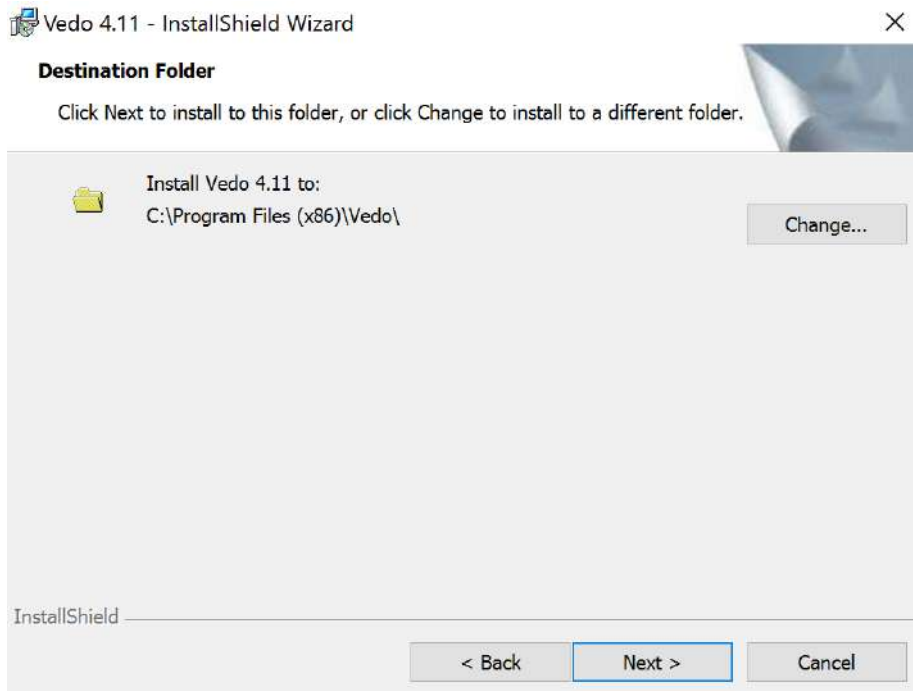 Vedo 4.11 - InstallShield Wizard
Destination Folder
Click Next to install to this folder, or click Change to install to a different folder.
Install Vedo 4.11 to:
C:\Program Files (x86)\Vedo\
Change...
InstallShield
< Back
Next >
Cancel